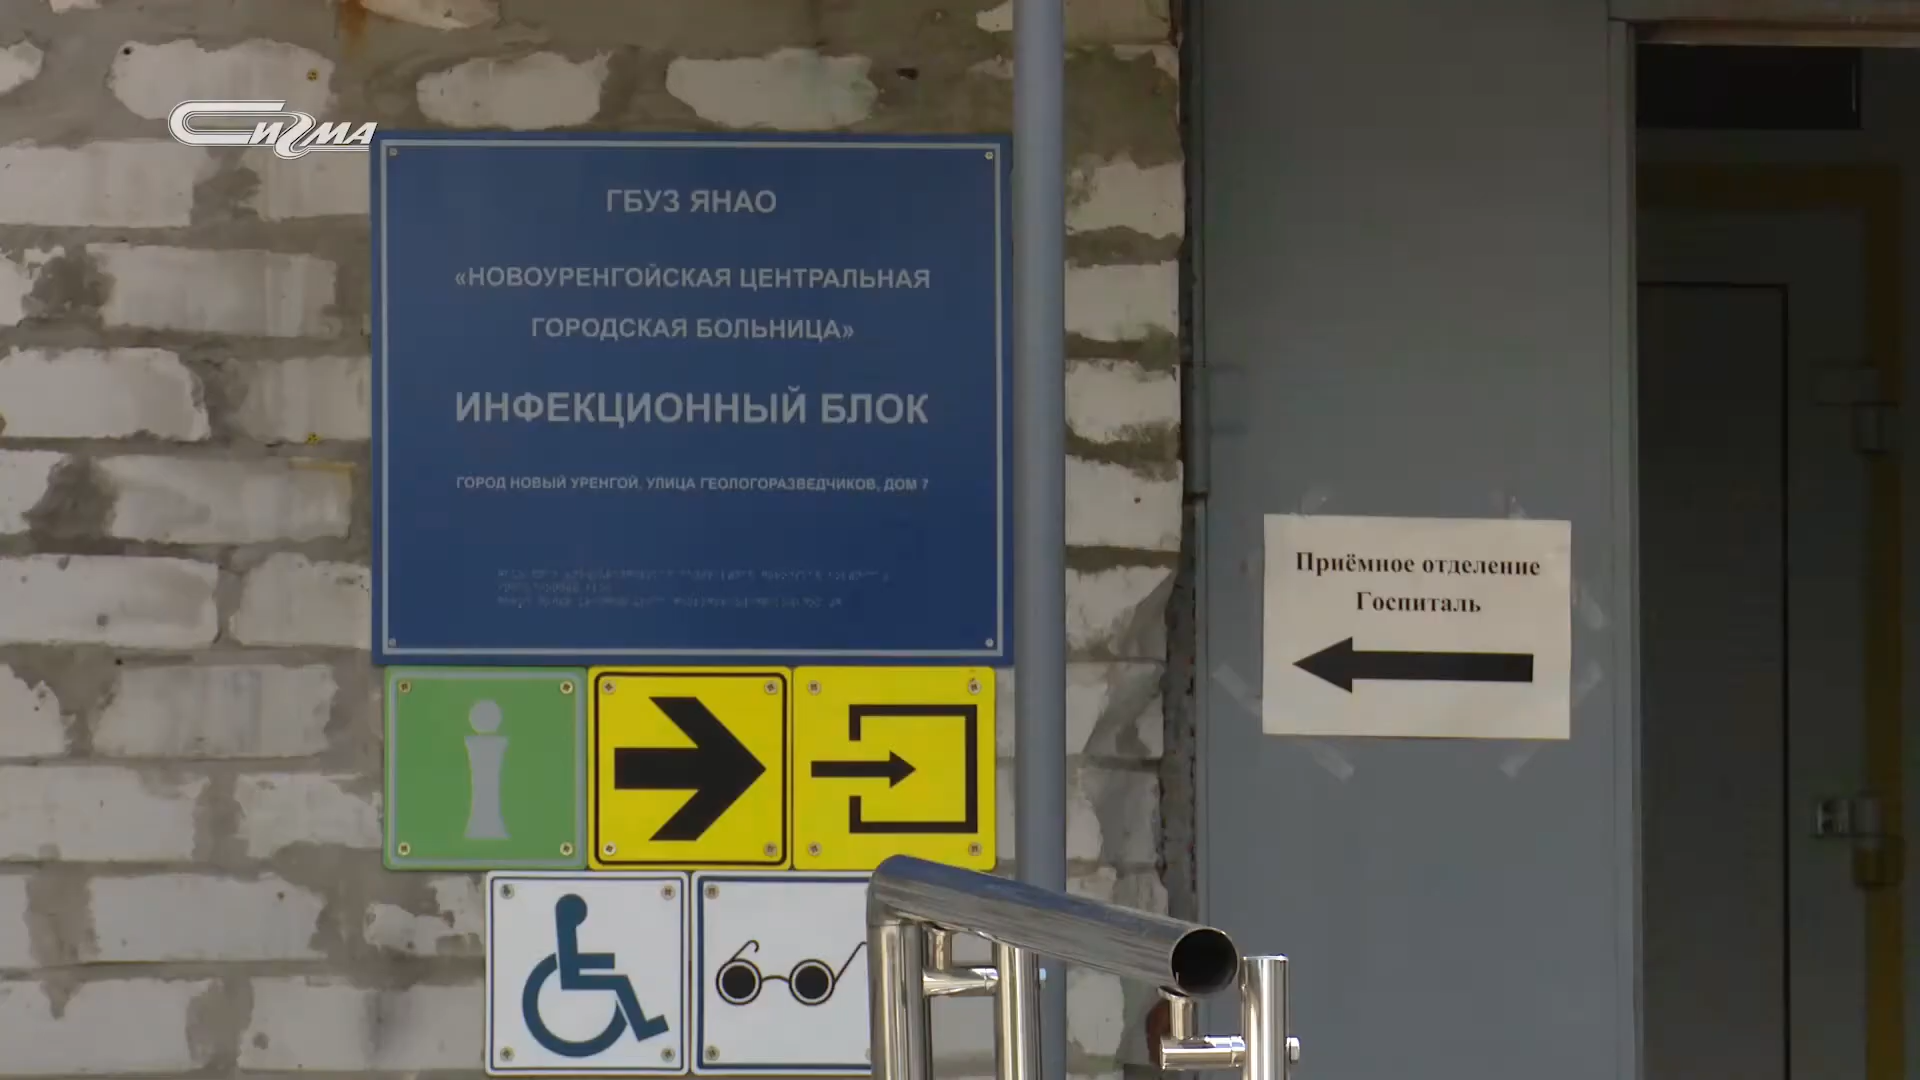 СИГМА
ГБУЗ ЯНАО
«НОВОУРЕНГОЙСКАЯ ЦЕНТРАЛЬНАЯ
ГОРОДСКАЯ БОЛЬНИЦА»
ИНФЕКЦИОННЫЙ БЛОК
ГОРОД НОВЫЙ УРЕНГОЙ, УЛИЦА ГЕОЛОГОРАЗВЕДЧИКОВ, ДОМ 7
Приёмное отделение
Госпиталь